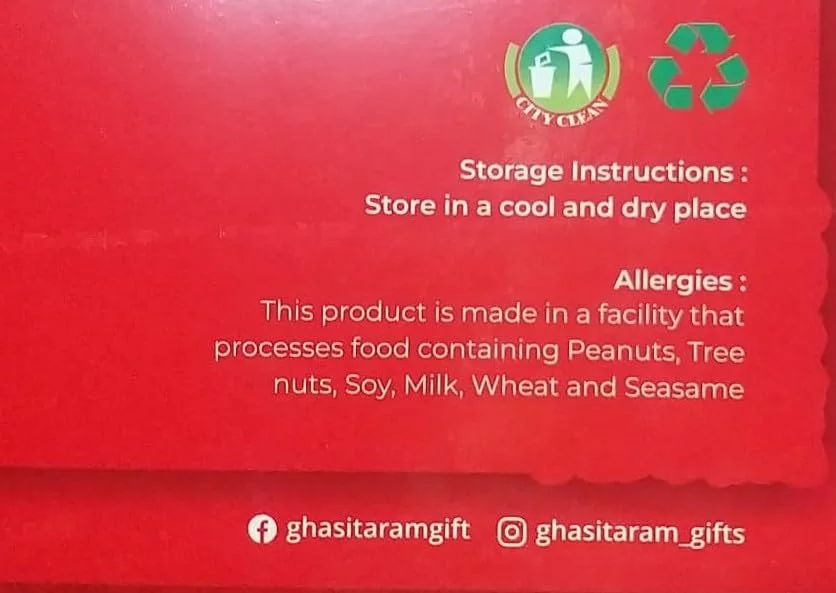 CITY CLEAN
Storage Instructions :
Store in a cool and dry place
Allergies :
This product is made in a facility that
processes food containing Peanuts, Tree
nuts, Soy, Milk, Wheat and Seasame
ghasitaramgift ghasitaram_gifts